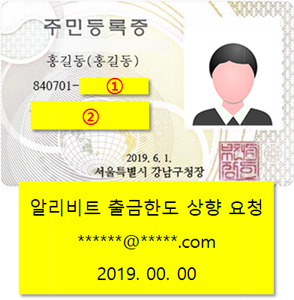 주민등록증
홍길동(홍길동)
840701- ①
②
2019. 6. 1.
서울특별시 강남구청장
알리비트 출금한도 상향 요청
******@*****.com
2019. 00. 00